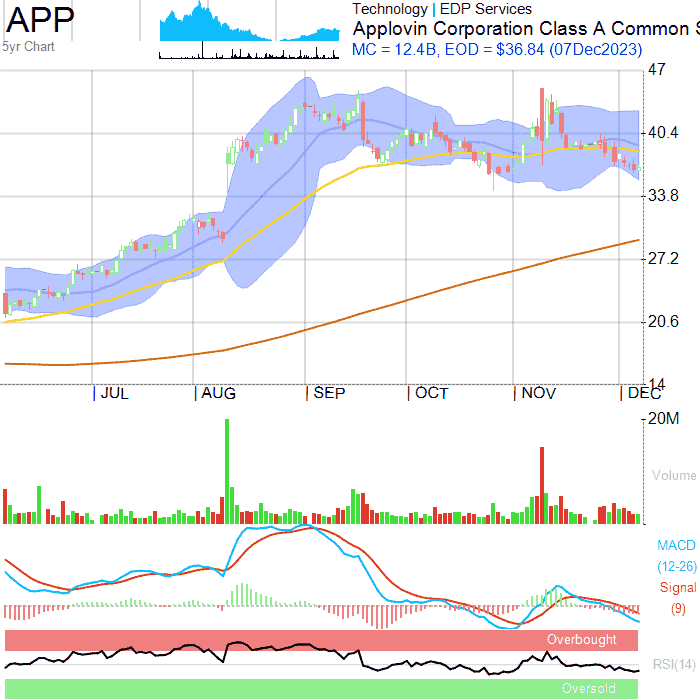 APP
5yr Chart
Technology | EDP Services
Applovin Corporation Class A Common S
MC = 12.4B, EOD = $36.84 (07Dec2023)
47
40.4
33.8
27.2
20.6
14
JUL
AUG
SEP
OCT
NOV
DEC
20M
Volume
MACD
(12-26)
Signal
(9)
Overbought
RSI(14)
Oversold